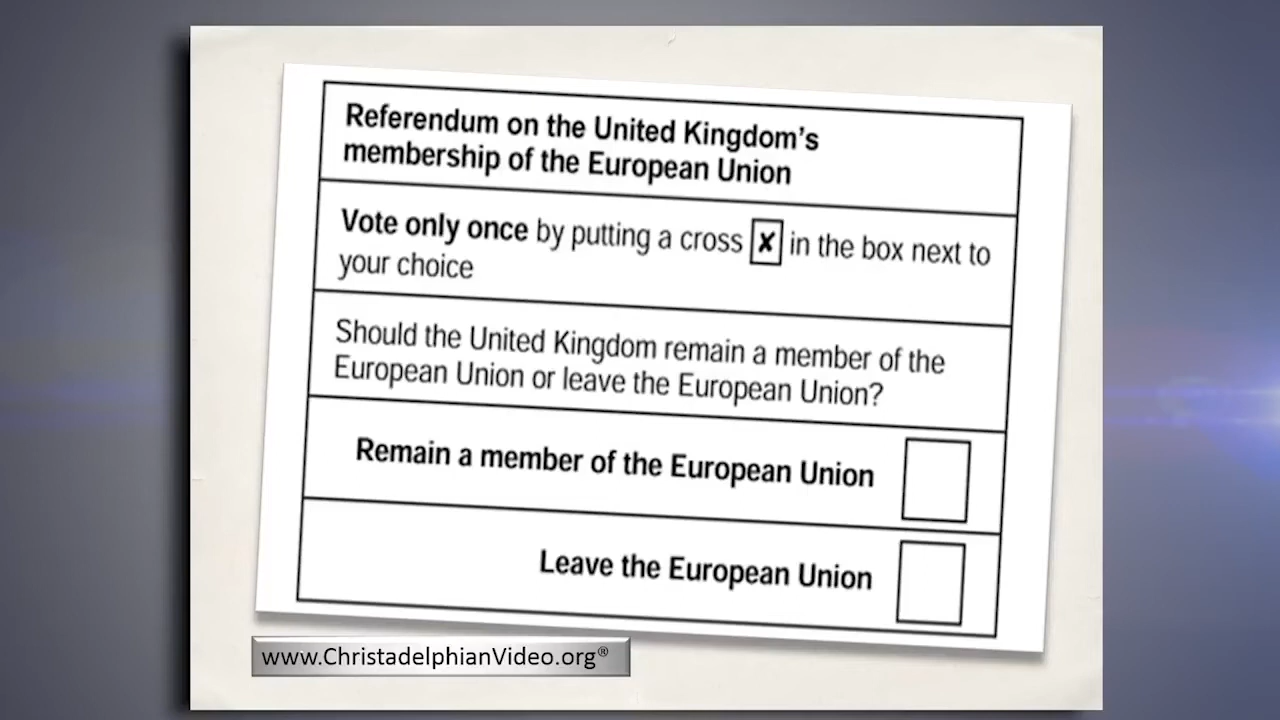 Referendum on the United Kingdom's
membership of the European Union
Vote only once by putting a cross x in the box next to
your choice
Should the United Kingdom remain a member of the
European Union or leave the European Union?
Remain a member of the European Union
Leave the European Union
www.ChristadelphianVideo.org®